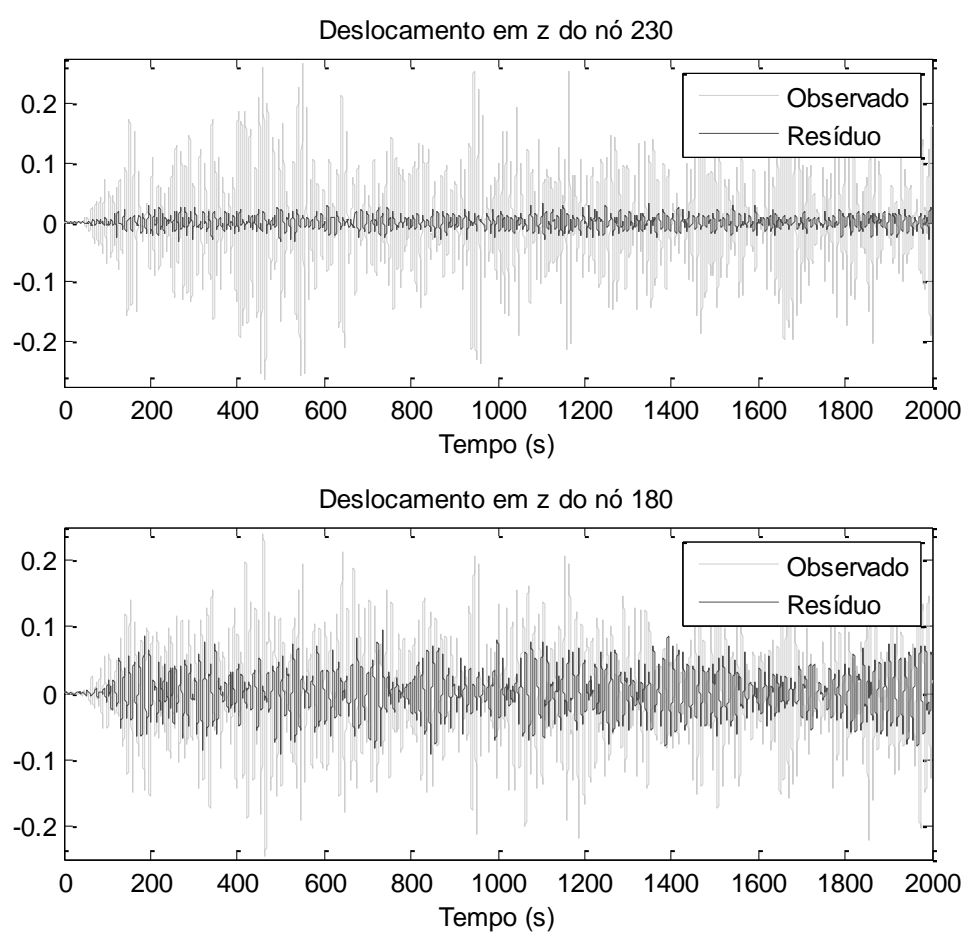 Deslocamento em z do nó 230
0.2
0.1
0
-0.1
-0.2
Observado
Resíduo
0 200 400 600 800 1000 1200 1400 1600 1800 2000
Tempo (s)
Deslocamento em z do nó 180
0.2
0.1
0
-0.1
-0.2
Observado
Resíduo
0 200 400 600 800 1000 1200 1400 1600 1800 2000
Tempo (s)